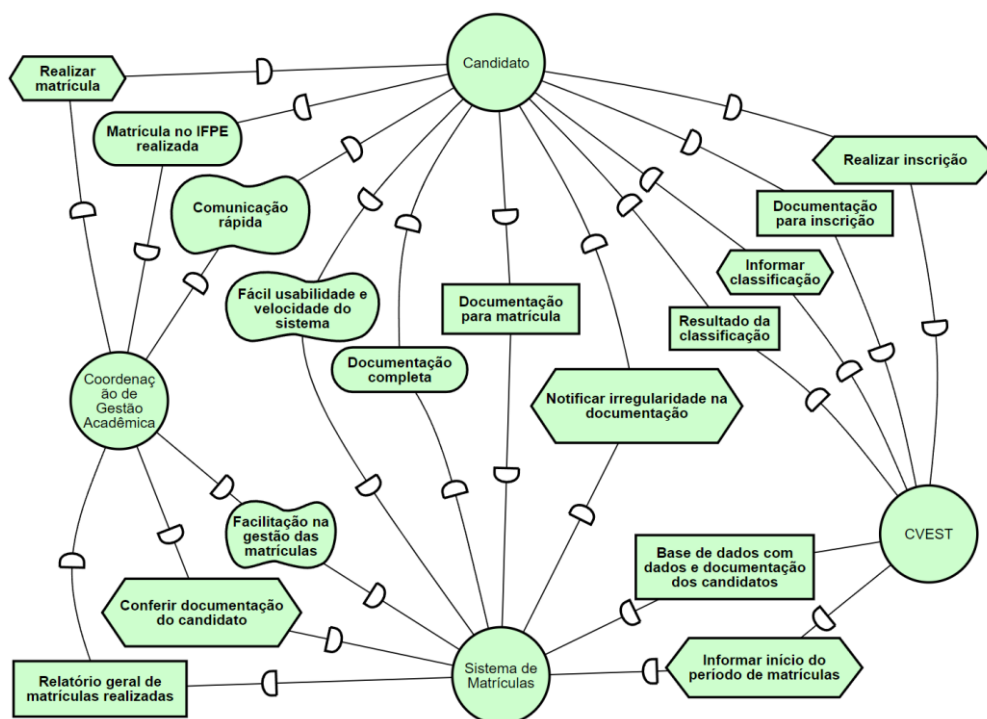 Candidato
Realizar
matrícula
Matrícula no IFPE
realizada
Realizar inscrição
Comunicação
rápida
Documentação
para inscrição
Informar
classificação
Fácil usabilidade e
velocidade do
sistema
Documentação
para matrícula
Resultado da
classificação
Documentação
completa
Coordenaç
ão de
Gestão
Acadêmica
Notificar irregularidade na
documentação
Facilitação na
gestão das
matrículas
CVEST
Base de dados com
dados e documentação
dos candidatos
Conferir documentação
do candidato
Sistema de
Matrículas
Informar início do
período de matrículas
Relatório geral de
matrículas realizadas